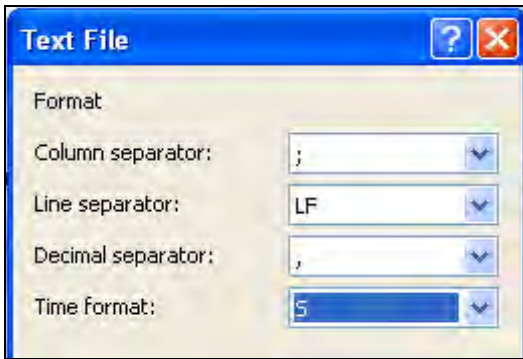 Text File
Format
Column separator: ;
Line separator: LF
Decimal separator: ,
Time format: S